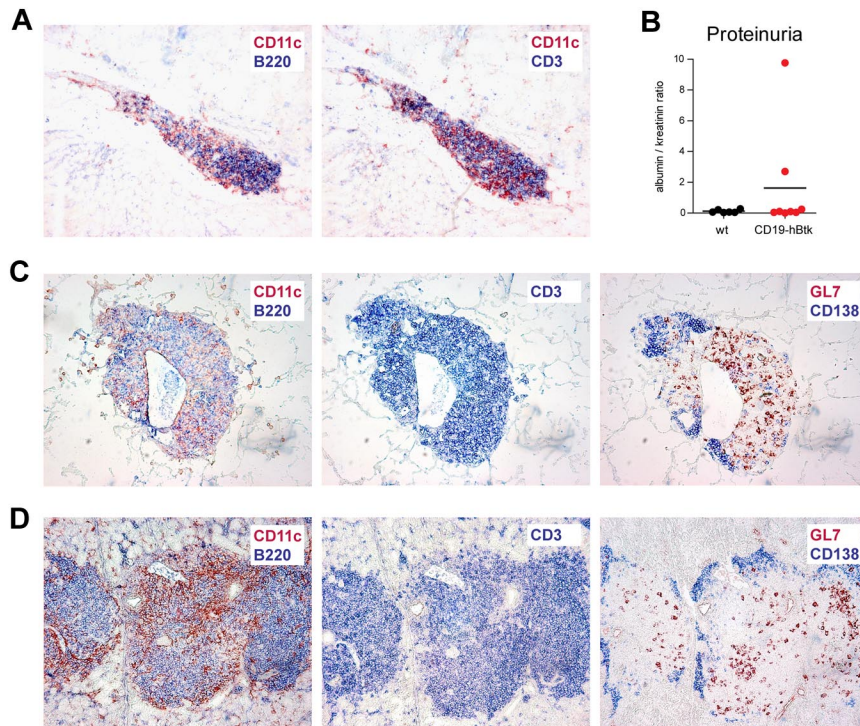 A
CD11c
B220
CD11c
CD3
B
Proteinuria
albumin / kreatinin ratio
10
8
6
4
2
0
wt
CD19-hBtk
C
CD11c
B220
CD3
GL7
CD138
D
CD11c
B220
CD3
GL7
CD138